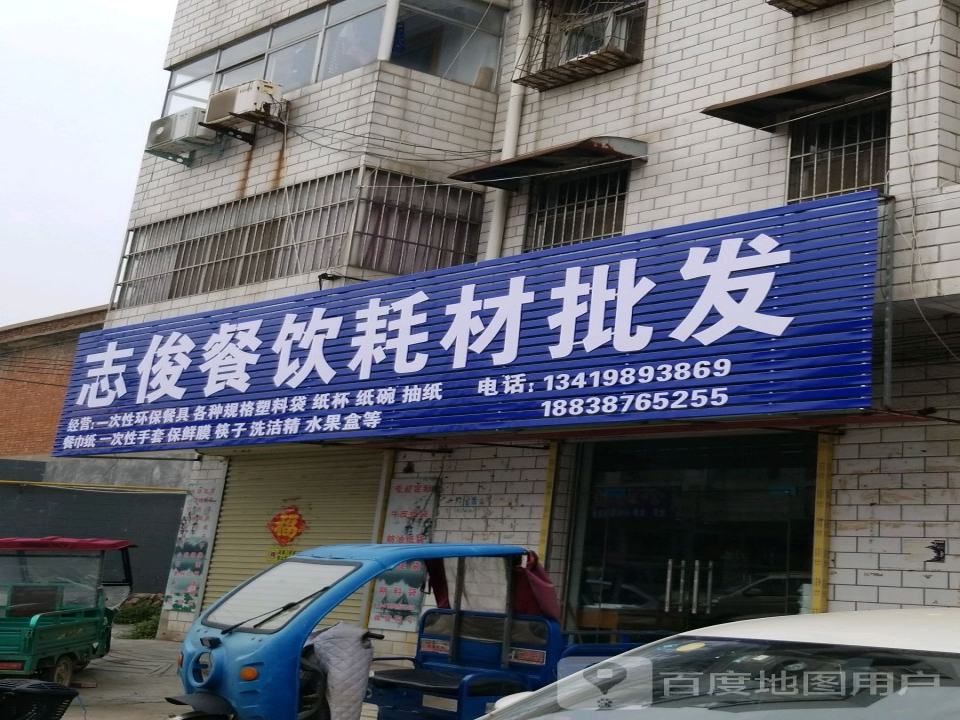 志俊餐饮耗材批发
经营:一次性环保餐具 各种规格塑料袋 纸杯 纸碗 抽纸
餐巾纸 一次性手套 保鲜膜 筷子 洗洁精 水果盒等
电话: 13419893869
18838765255
福
百度地图用户